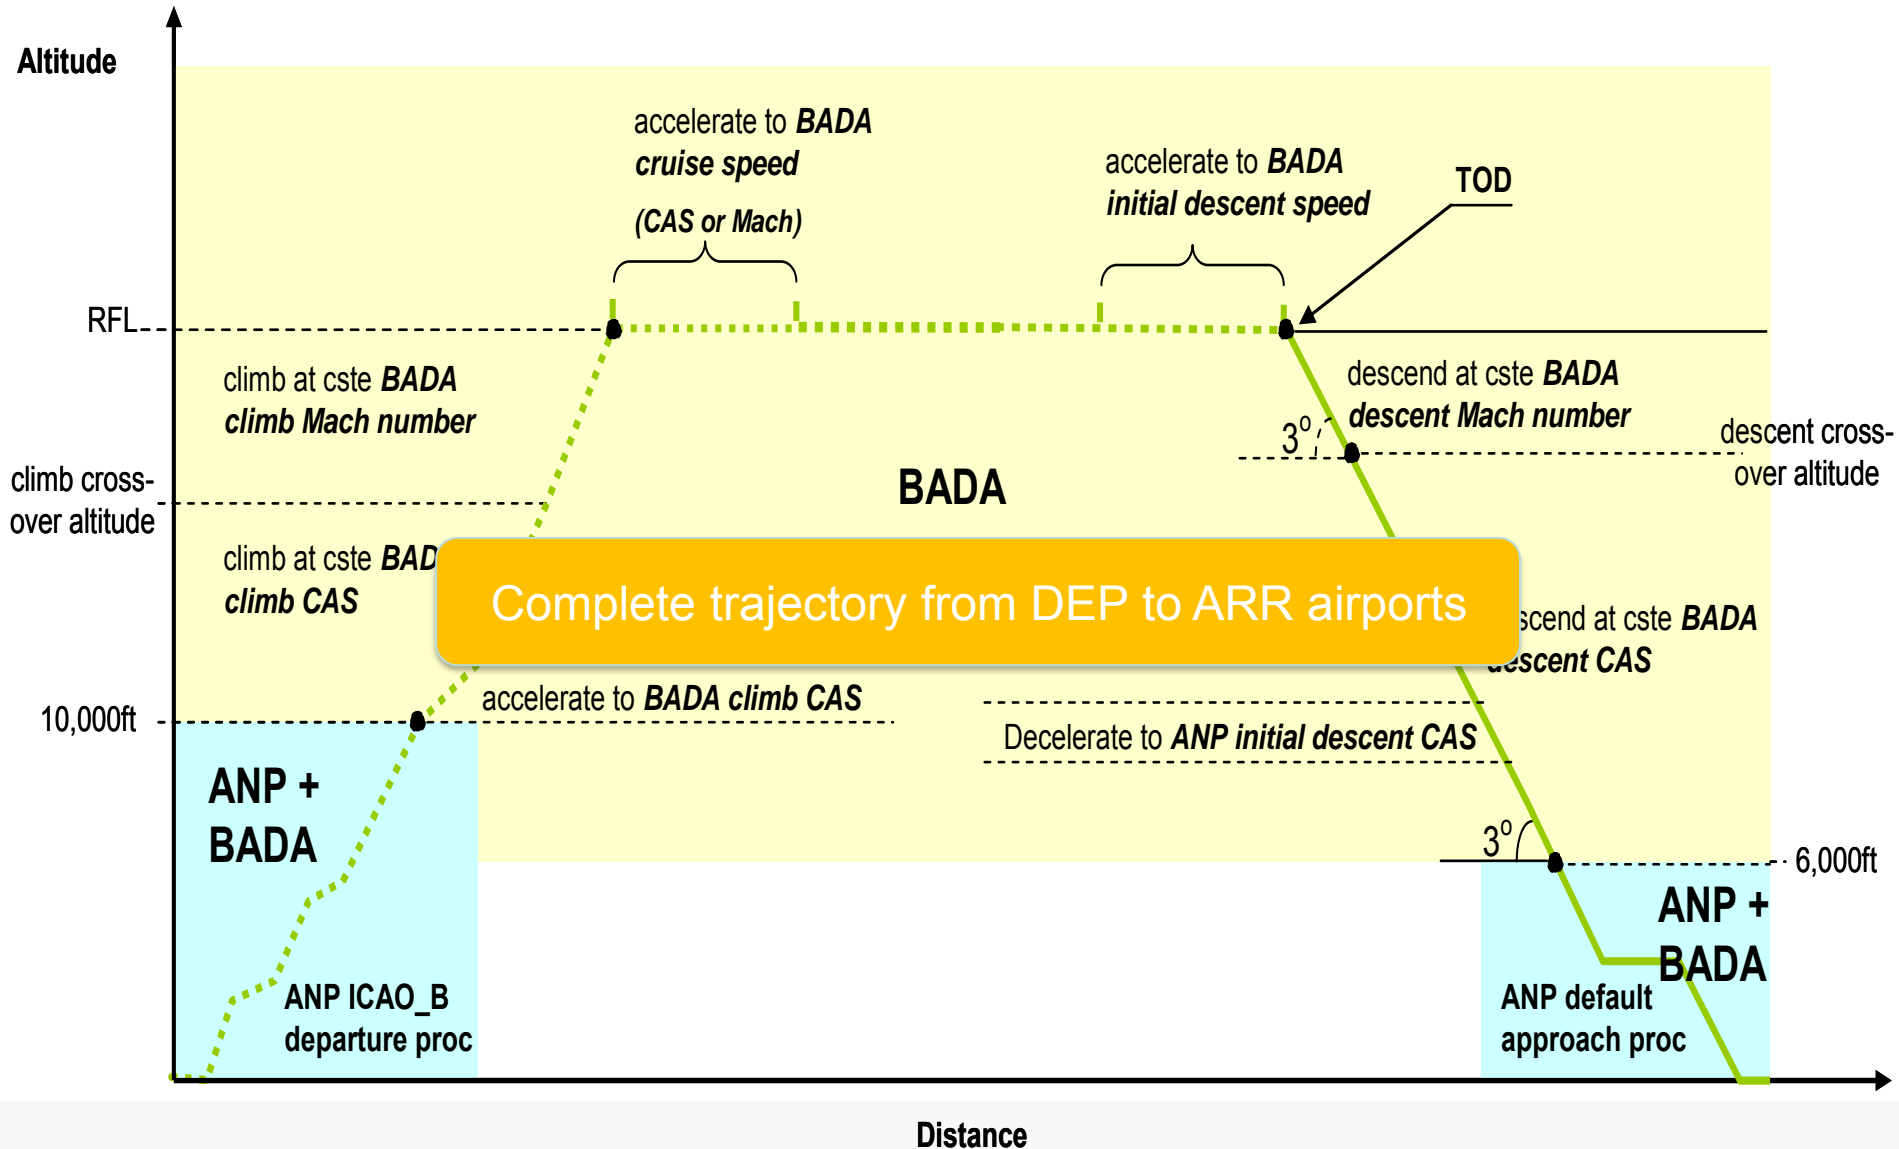 Altitude
accelerate to BADA
cruise speed
(CAS or Mach)
accelerate to BADA
initial descent speed
TOD
RFL
climb at cste BADA
climb Mach number
descend at cste BADA
descent Mach number
3°
descent cross-
over altitude
climb cross-
over altitude
BADA
climb at cste BAD
climb CAS
Complete trajectory from DEP to ARR airports
scend at cste BADA
descent CAS
accelerate to BADA climb CAS
10,000ft
Decelerate to ANP initial descent CAS
ANP +
BADA
3°
6,000ft
ANP +
BADA
ANP ICAO_B
departure proc
ANP default
approach proc
Distance